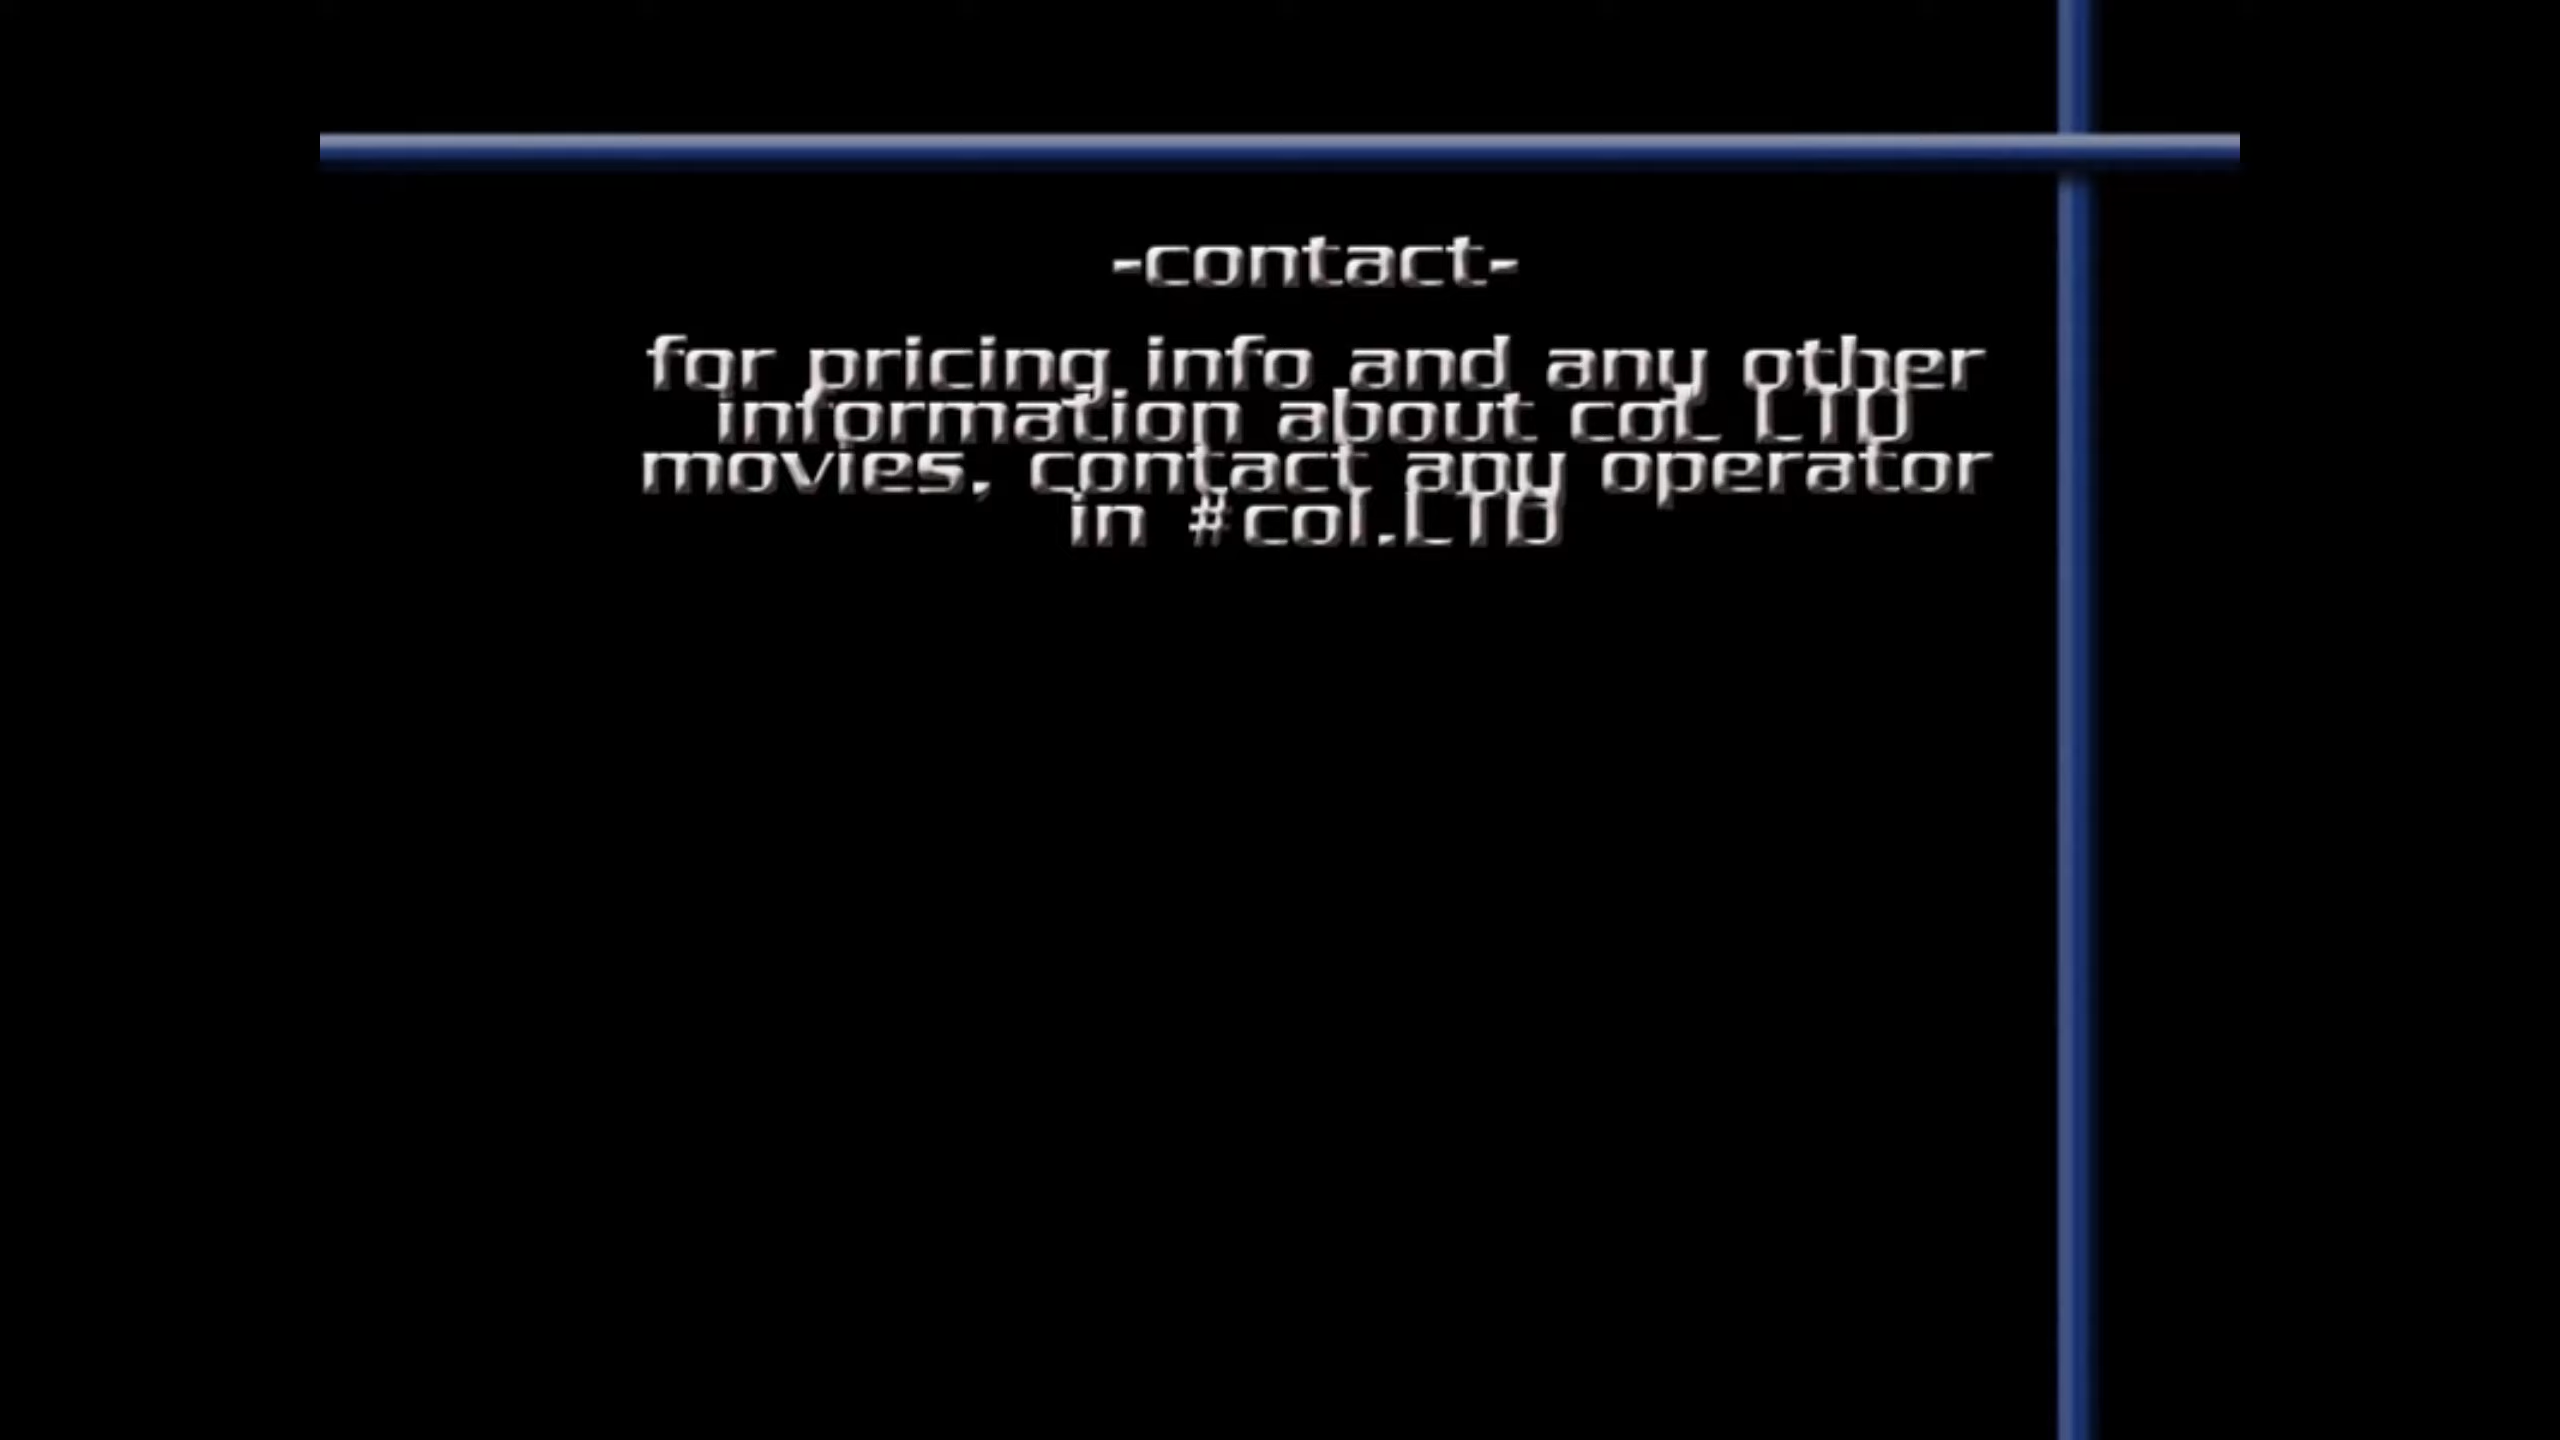 -contact-
for pricing info and any other
information about coL LTD
movies, contact any operator
in #col.LTD